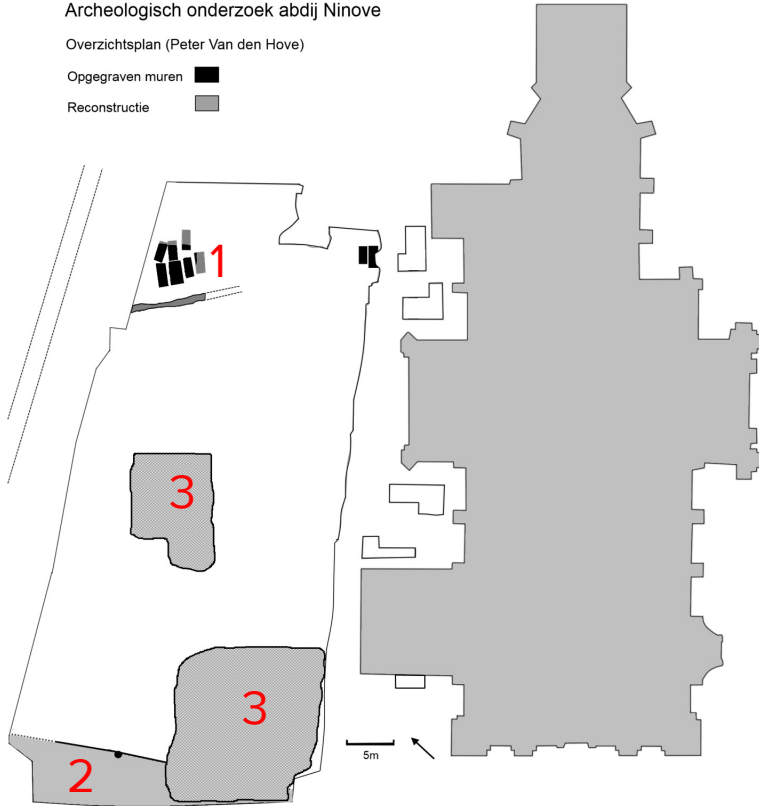 Archeologisch onderzoek abdij Ninove
Overzichtsplan (Peter Van den Hove)
Opgegraven muren
Reconstructie
1
3
3
2
5m